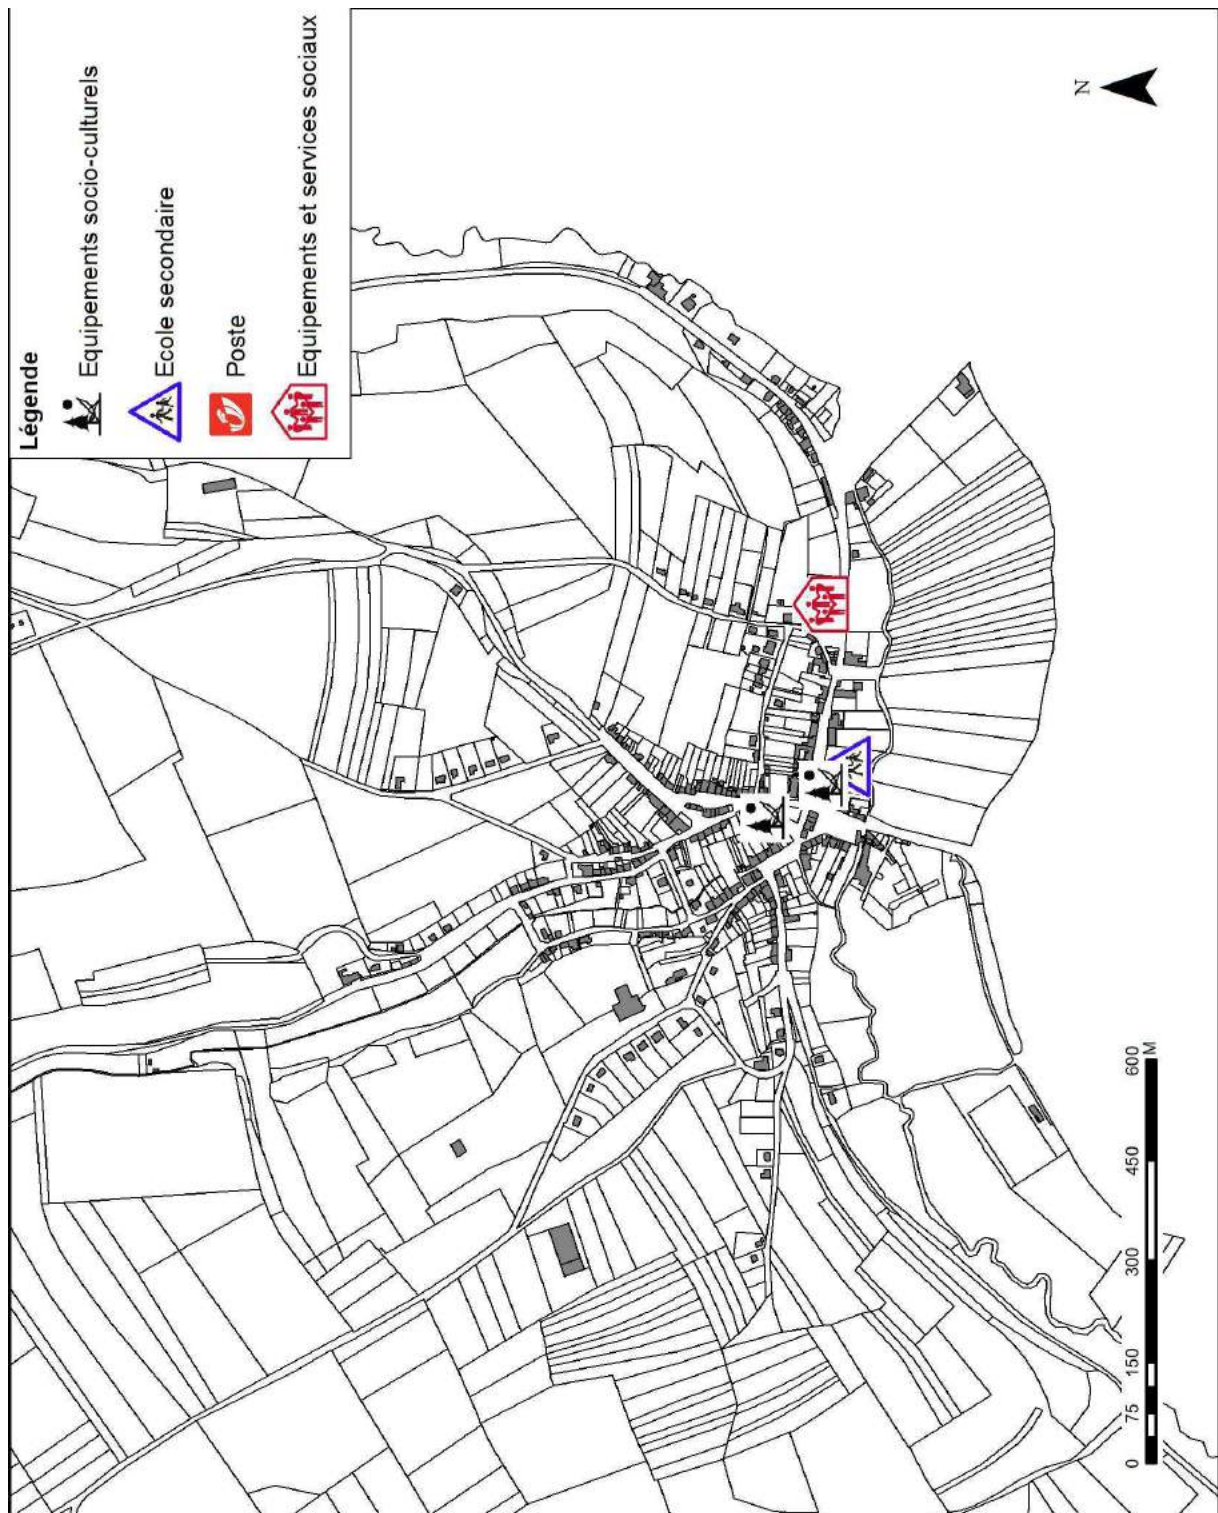 Légende
Equipements socio-culturels
Ecole secondaire
Poste
Equipements et services sociaux
N
0 75 150 300 450 600
M